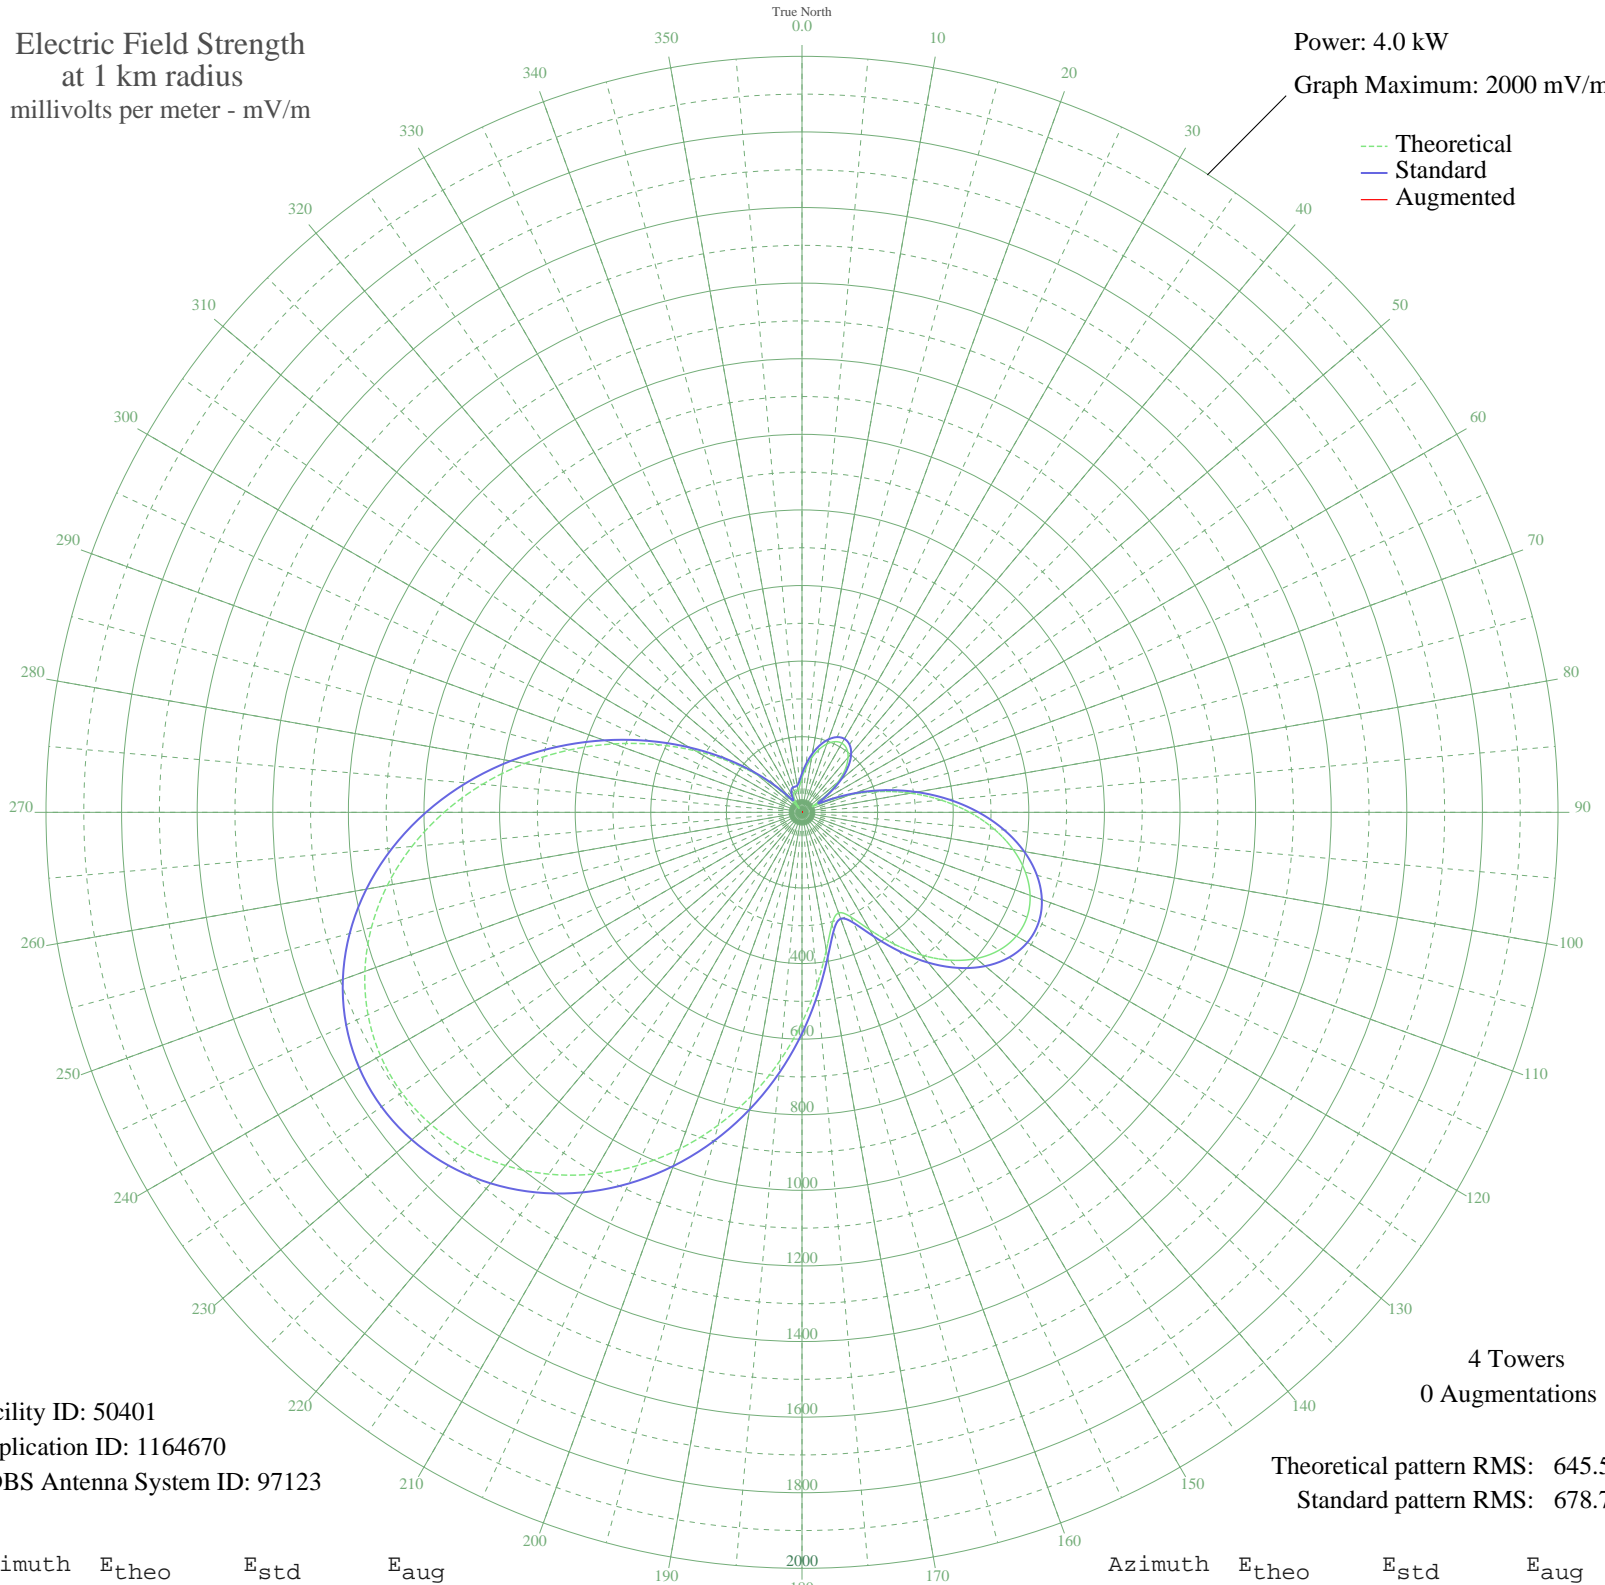 True North
0.0
Electric Field Strength
at 1 km radius
millivolts per meter - mV/m
Power: 4.0 kW
Graph Maximum: 2000 mV/m
Theoretical
Standard
Augmented
10
20
30
40
50
60
70
80
90
100
110
120
130
140
150
160
170
190
200
210
220
230
240
250
260
270
280
290
300
310
320
330
340
350
400
600
800
1000
1200
1400
1600
1800
2000
4 Towers
0 Augmentations
cility ID: 50401
plication ID: 1164670
DBS Antenna System ID: 97123
Theoretical pattern RMS: 645.5
Standard pattern RMS: 678.7
imuth Etheo Estd Eaug
Azimuth Etheo Estd Eaug